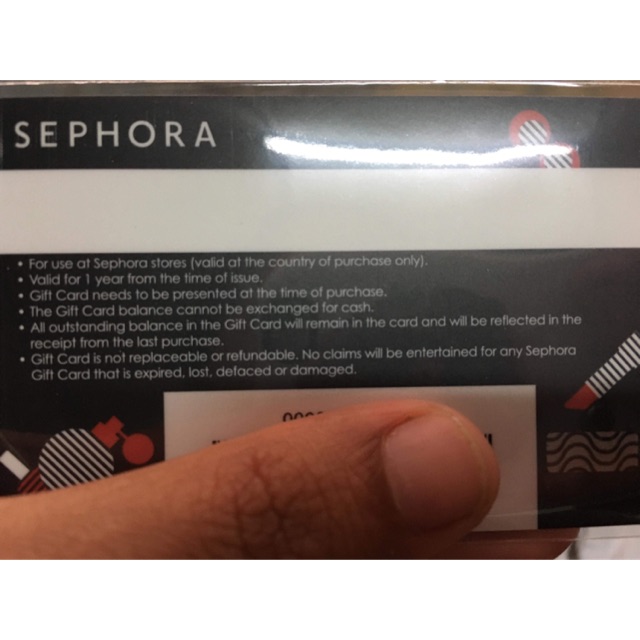 SEPHORA
• For use at Sephora stores (valid at the country of purchase only).
• Valid for 1 year from the time of issue.
• Gift Card needs to be presented at the time of purchase.
• The Gift Card balance cannot be exchanged for cash.
• All outstanding balance in the Gift Card will remain in the card and will be reflected in the
receipt from the last purchase.
• Gift Card is not replaceable or refundable. No claims will be entertained for any Sephora
Gift Card that is expired, lost, defaced or damaged.